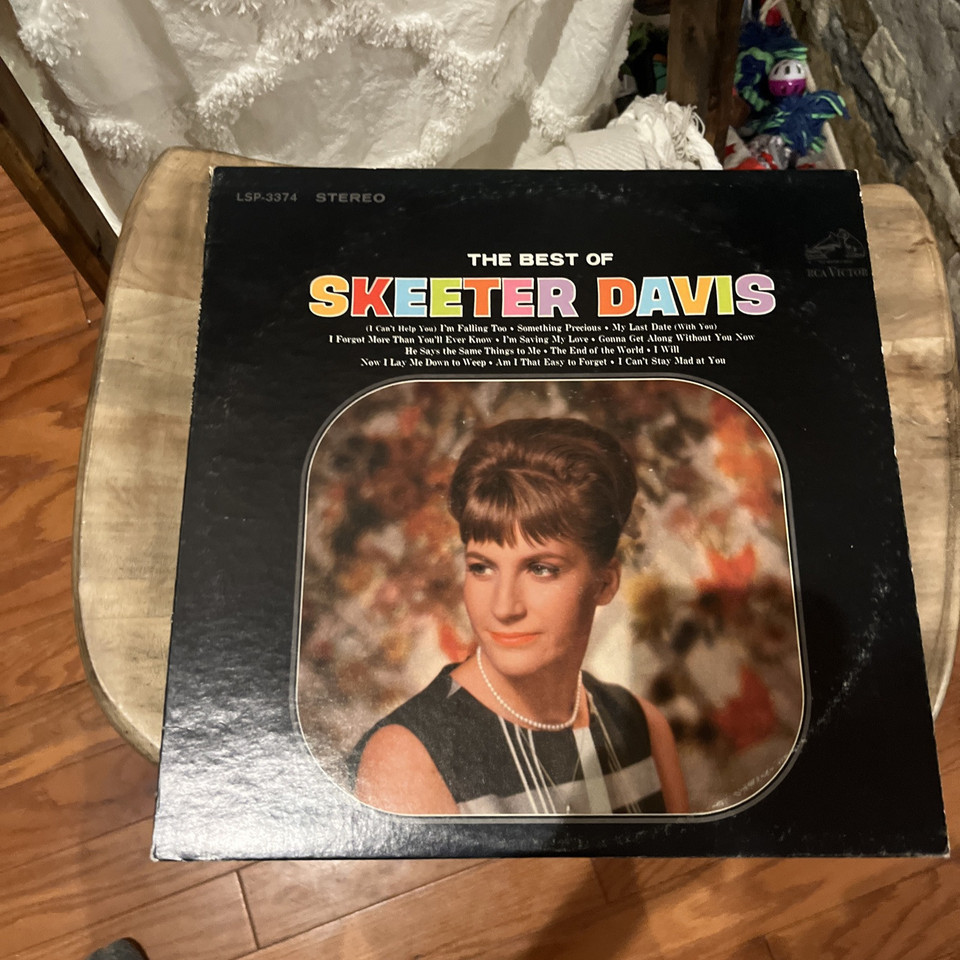 LSP-3374 STEREO
THE BEST OF
SKEETER DAVIS
(I Can't Help You) I'm Falling Too • Something Precious • My Last Date (With You)
I Forgot More Than You'll Ever Know • I'm Saving My Love • Gonna Get Along Without You Now
He Says the Same Things to Me • The End of the World • I Will
Now I Lay Me Down to Weep • Am I That Easy to Forget • I Can't Stay Mad at You
RCA VICTOR